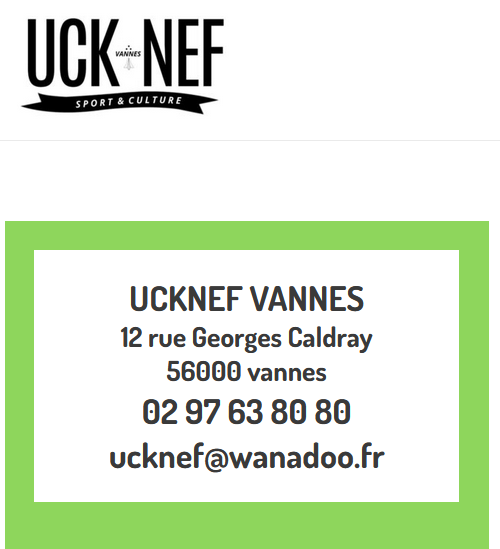 UCK NEF
VANNES
SPORT & CULTURE
UCKNEF VANNES
12 rue Georges Caldray
56000 vannes
02 97 63 80 80
ucknef@wanadoo.fr